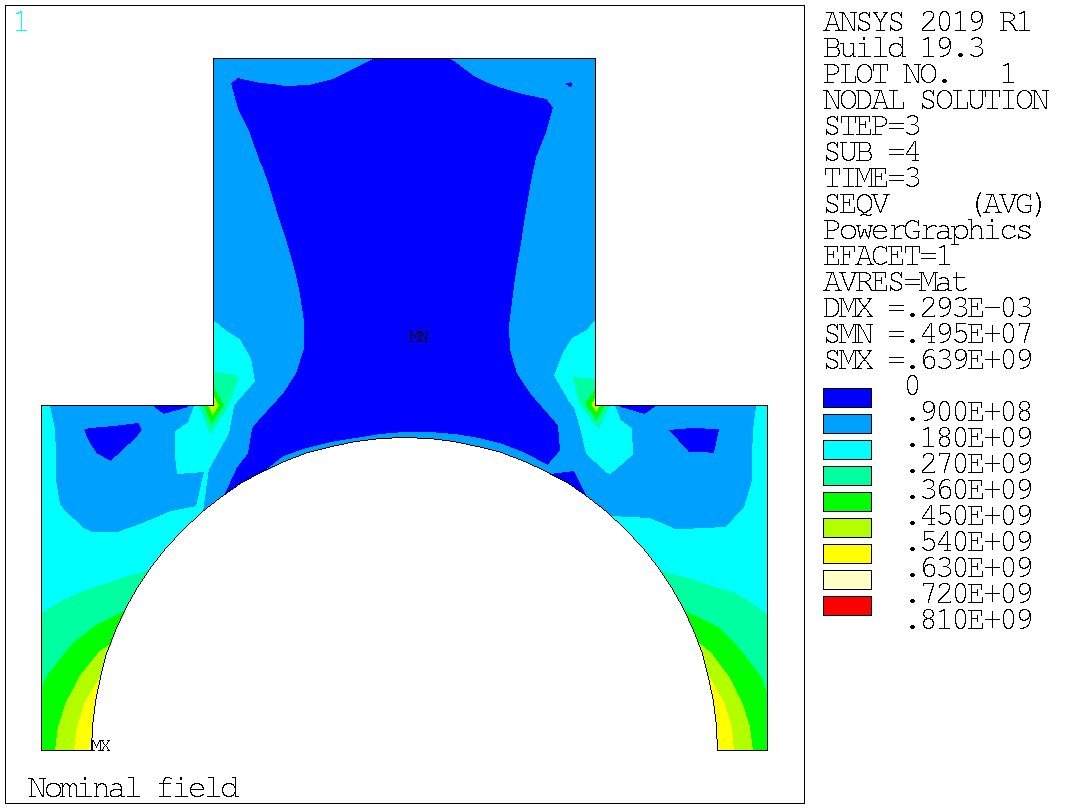 1
ANSYS 2019 R1
Build 19.3
PLOT NO.   1
NODAL SOLUTION
STEP=3
SUB =4
TIME=3
SEQV     (AVG)
PowerGraphics
EFACET=1
AVRES=Mat
DMX =.293E-03
SMN =.495E+07
SMX =.639E+09
0
.900E+08
.180E+09
.270E+09
.360E+09
.450E+09
.540E+09
.630E+09
.720E+09
.810E+09
MN
MX
Nominal field